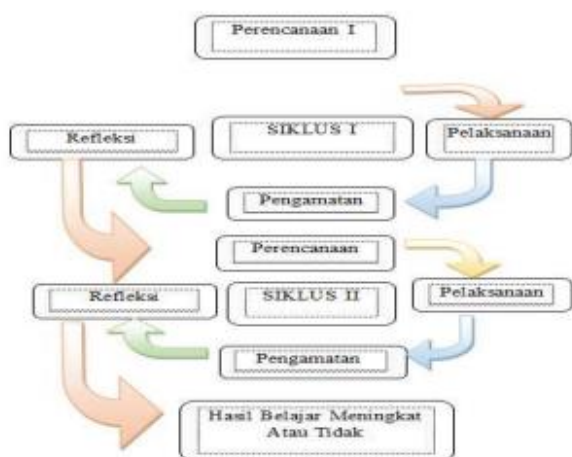 Perencanaan I
Refleksi
SIKLUS I
Pelaksanaan
Pengamatan
Perencanaan
Refleksi
SIKLUS II
Pelaksanaan
Pengamatan
Hasil Belajar Meningkat
Atau Tidak